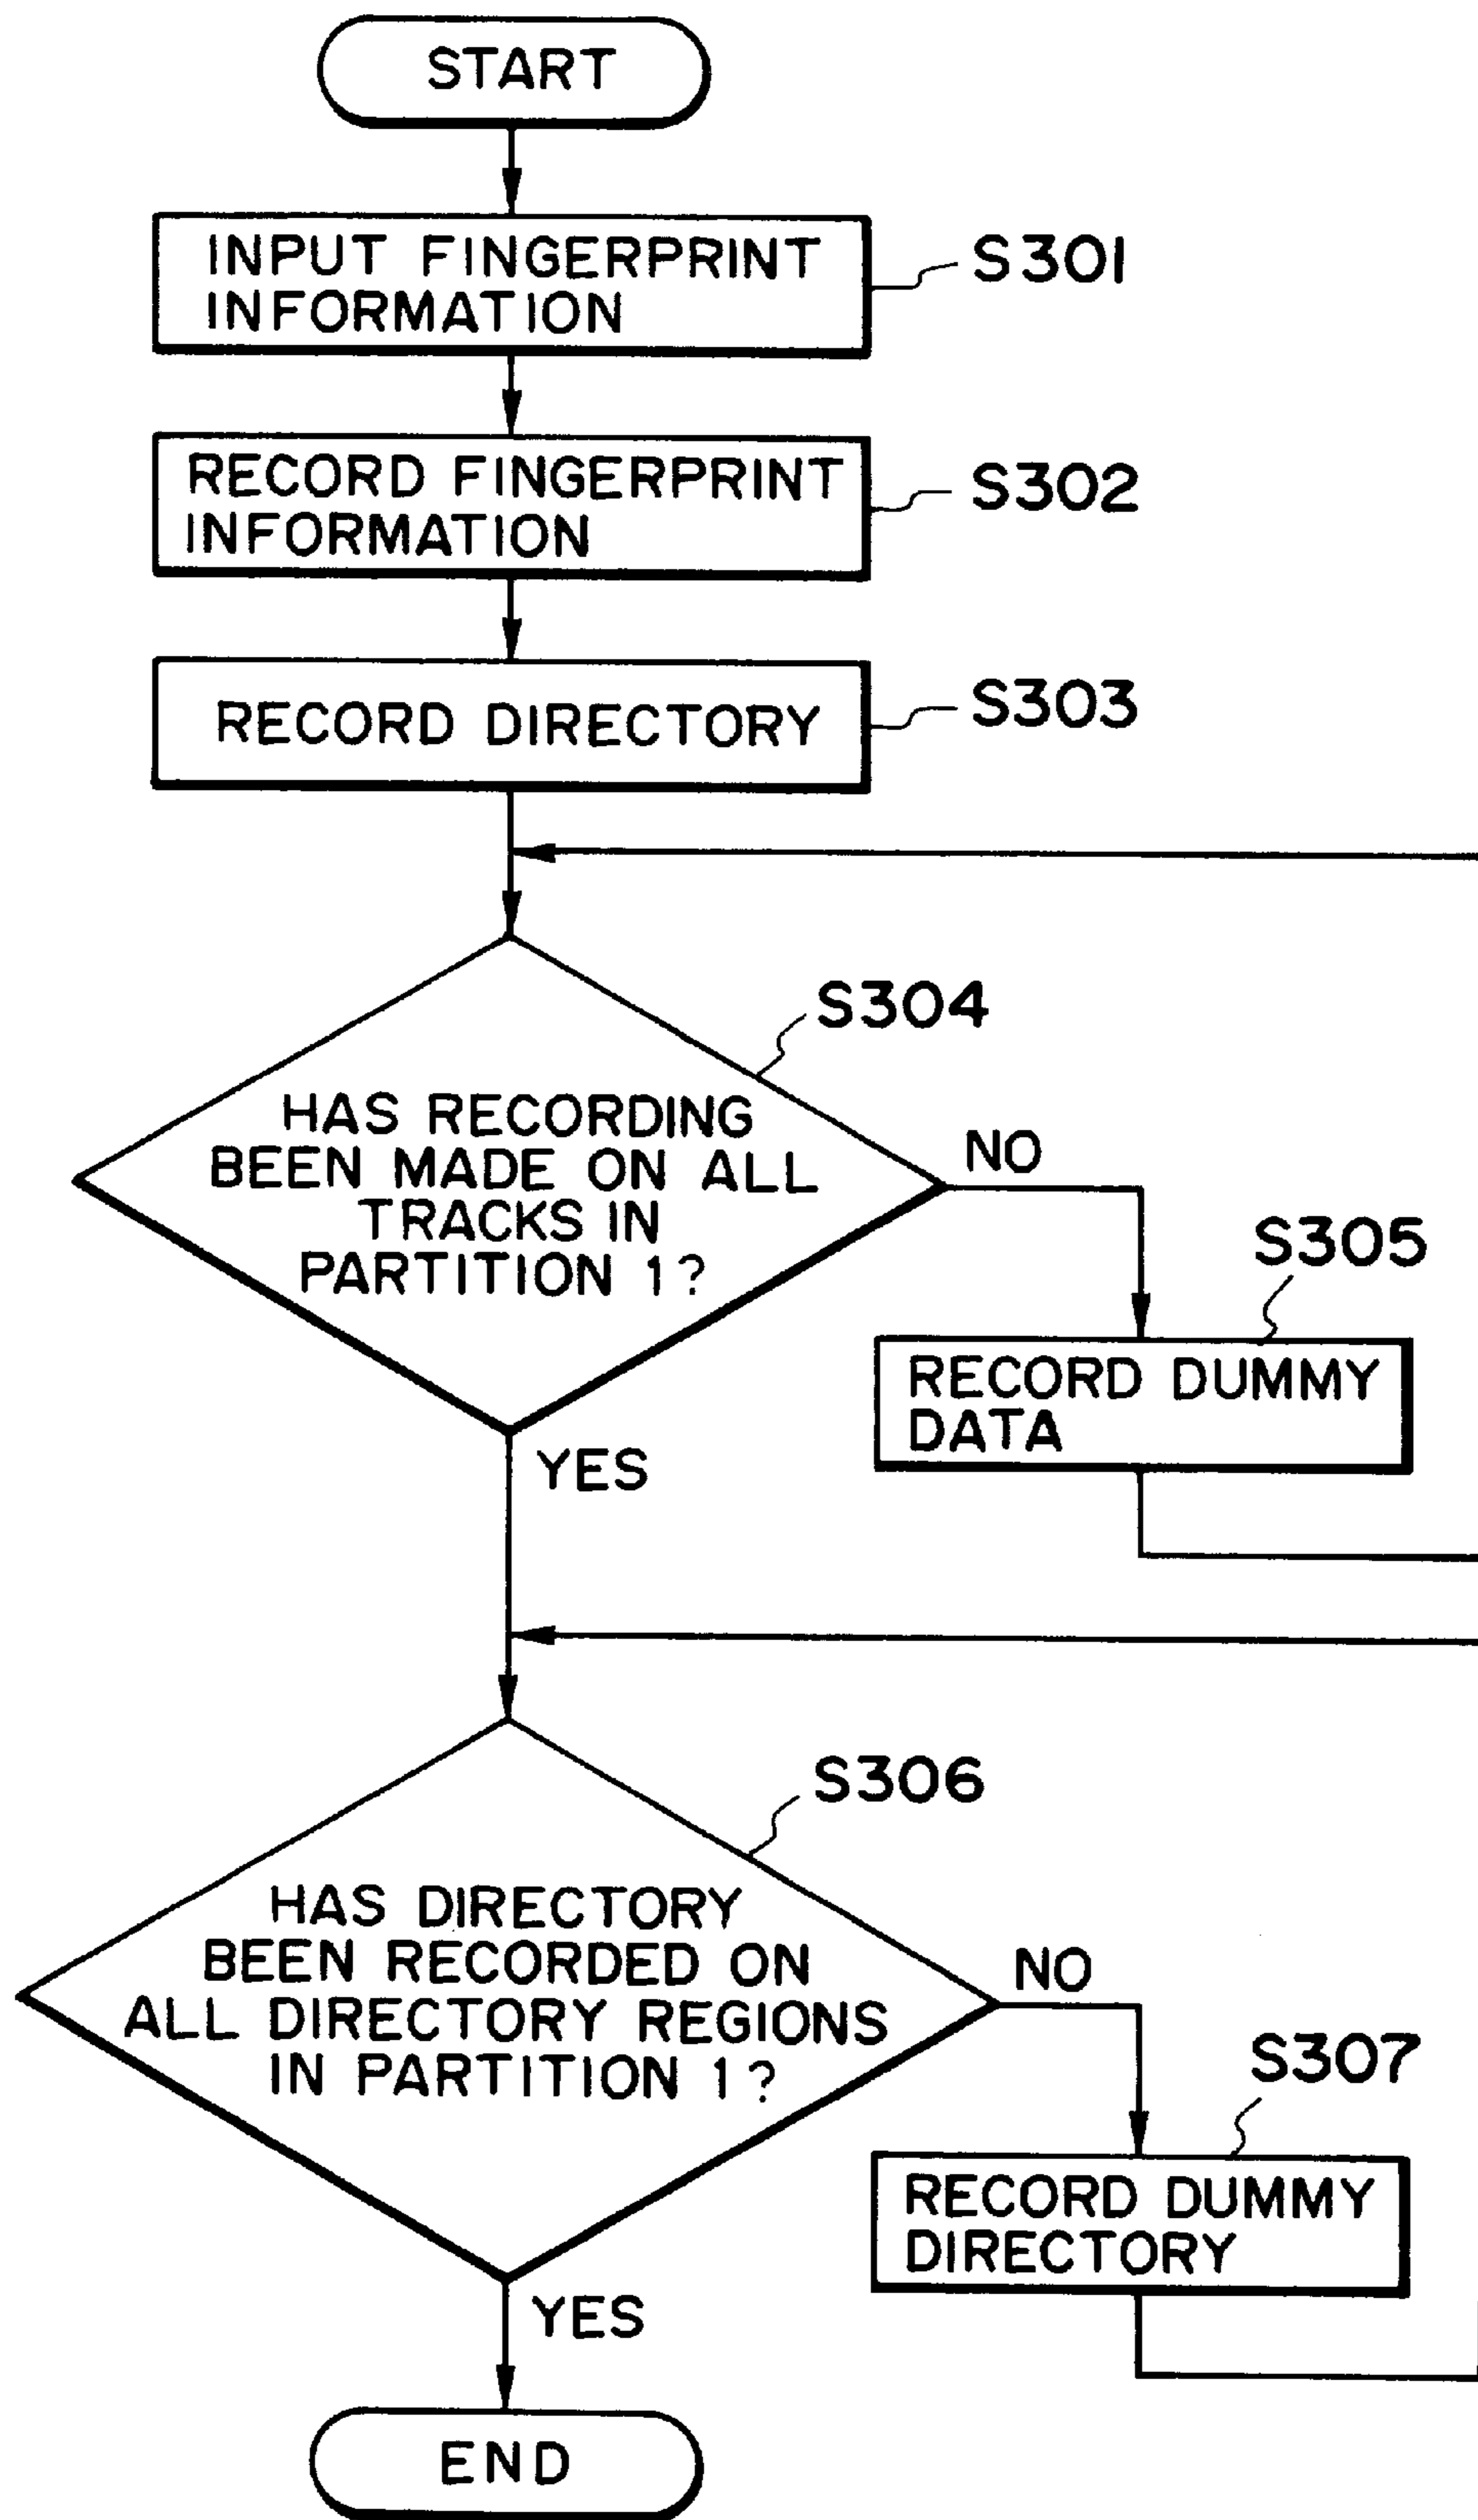 START
INPUT FINGERPRINT
INFORMATION
S301
RECORD FINGERPRINT
INFORMATION
S302
RECORD DIRECTORY
S303
S304
HAS RECORDING
BEEN MADE ON ALL
TRACKS IN
PARTITION 1?
NO
S305
RECORD DUMMY
DATA
YES
S306
HAS DIRECTORY
BEEN RECORDED ON
ALL DIRECTORY REGIONS
IN PARTITION 1?
NO
S307
RECORD DUMMY
DIRECTORY
YES
END